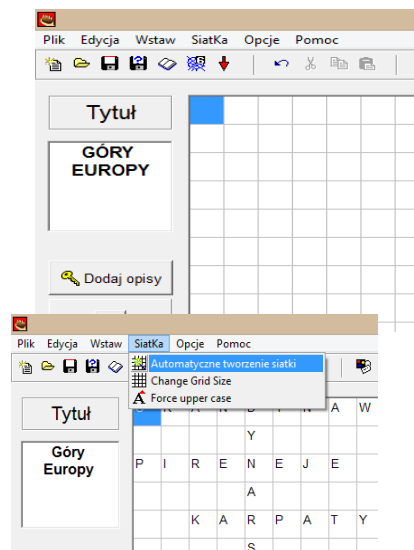 Plik Edycja Wstaw SiatKa Opcje Pomoc
Tytuł
GÓRY
EUROPY
Dodaj opisy
Plik Edycja Wstaw SiatKa Opcje Pomoc
Automatyczne tworzenie siatki
Change Grid Size
Force upper case
Tytuł
Góry
Europy
A W
Y
P I R E N E J E
A
K A R P A T Y
S